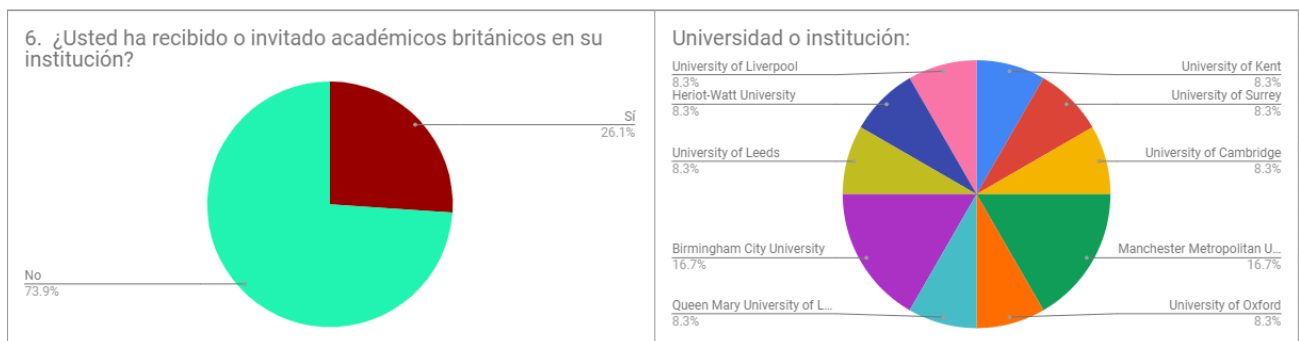 6. ¿Usted ha recibido o invitado académicos británicos en su
institución?
Sí
26.1%
No
73.9%
Universidad o institución:
University of Liverpool
8.3%
Heriot-Watt University
8.3%
University of Leeds
8.3%
Birmingham City University
16.7%
Queen Mary University of L...
8.3%
University of Kent
8.3%
University of Surrey
8.3%
University of Cambridge
8.3%
Manchester Metropolitan U...
16.7%
University of Oxford
8.3%